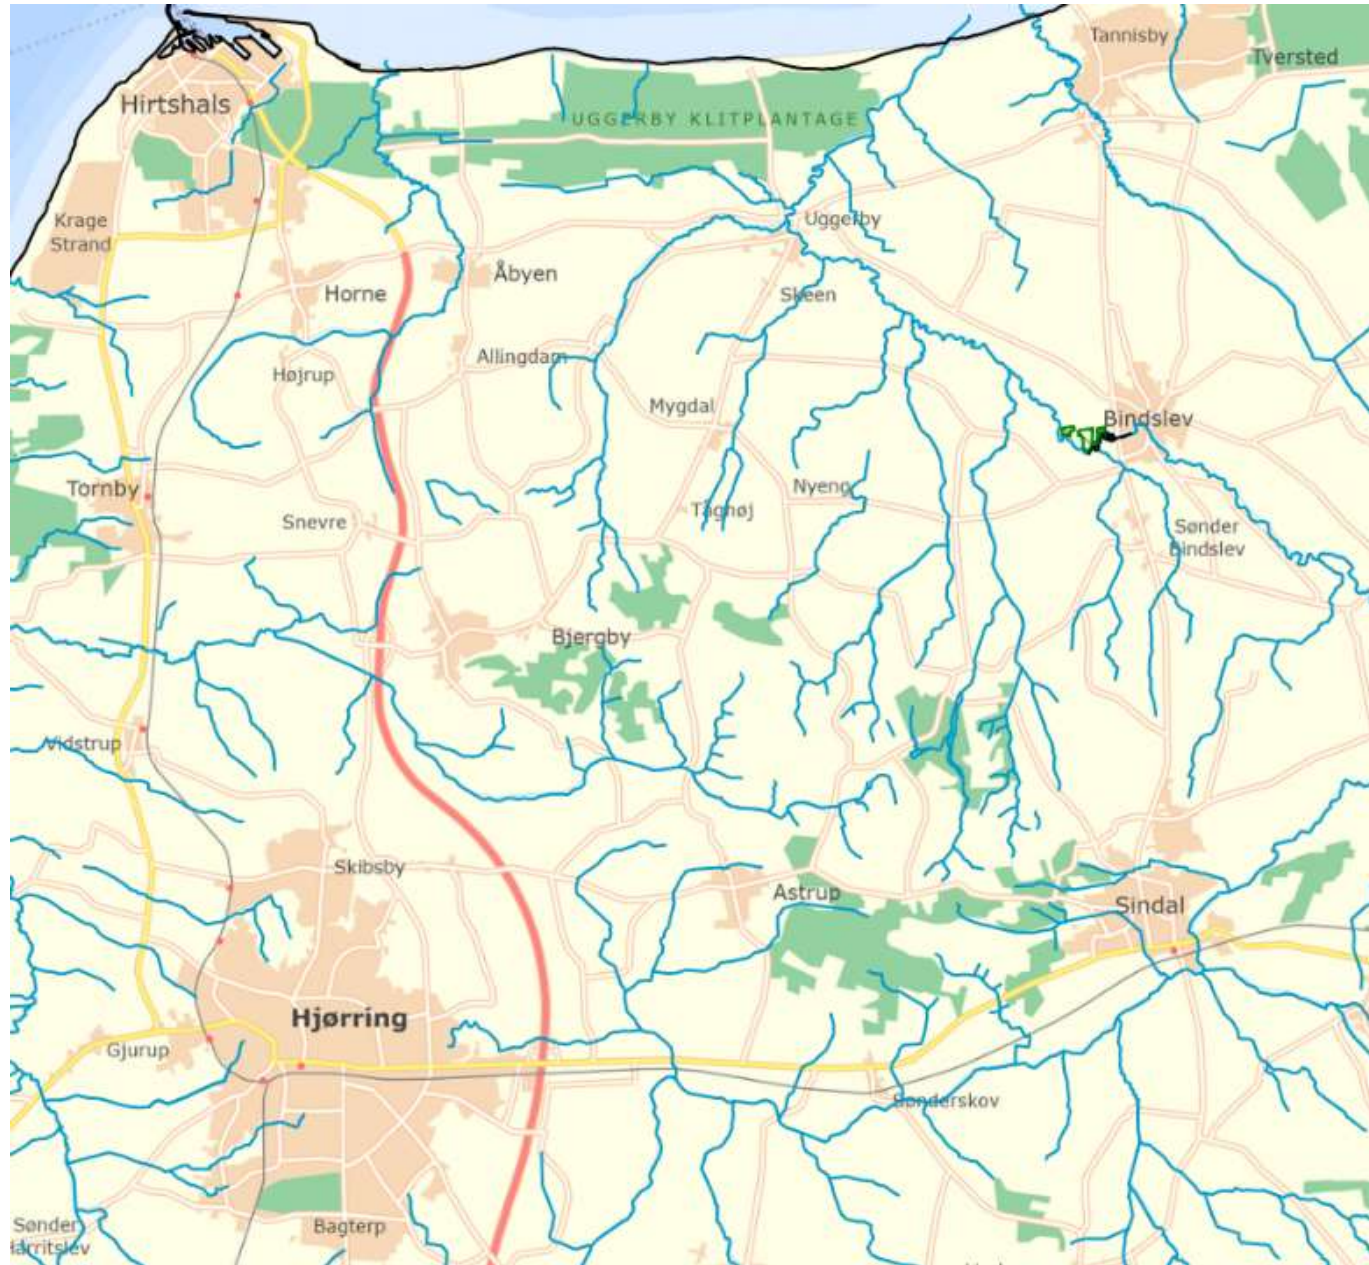 Tannisby
Tversted
Hirtshals
UGGERBY KLITPLANTAGE
Krage
Strand
Uggerby
Åbyen
Horne
Skeen
Allingdam
Højrup
Mygdal
Bindslev
Tornby
Nyeng
Snevre
Tåghøj
Sønder
Bindslev
Bjergby
Vidstrup
Skibsby
Astrup
Sindal
Hjørring
Gjurup
Sønderskov
Bagterp
Sønder
Hårritslev